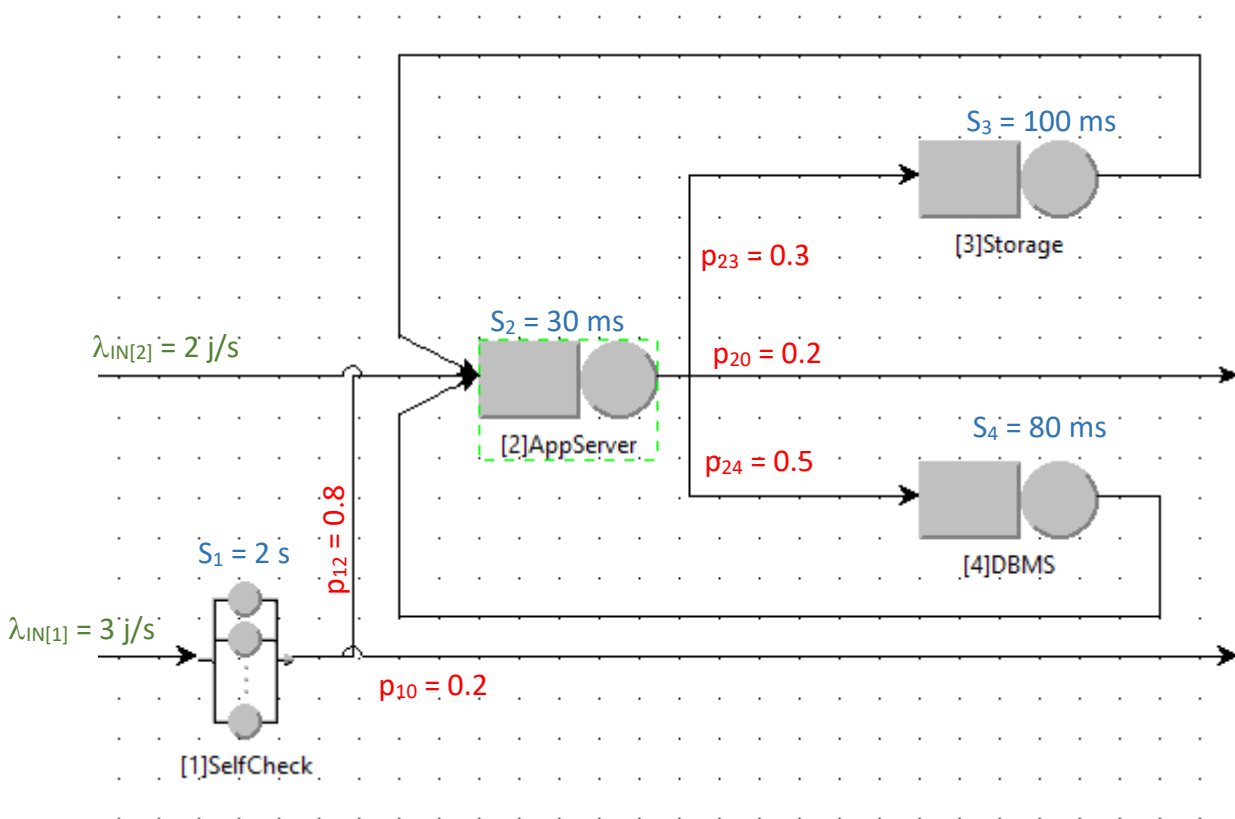 S₃ = 100 ms
[3]Storage
p₂₃ = 0.3
S₂ = 30 ms
λIN[2] = 2 j/s
p₂₀ = 0.2
[2]AppServer
S₄ = 80 ms
p₂₄ = 0.5
p₁₂ = 0.8
S₁ = 2 s
[4]DBMS
λIN[1] = 3 j/s
p₁₀ = 0.2
[1]SelfCheck